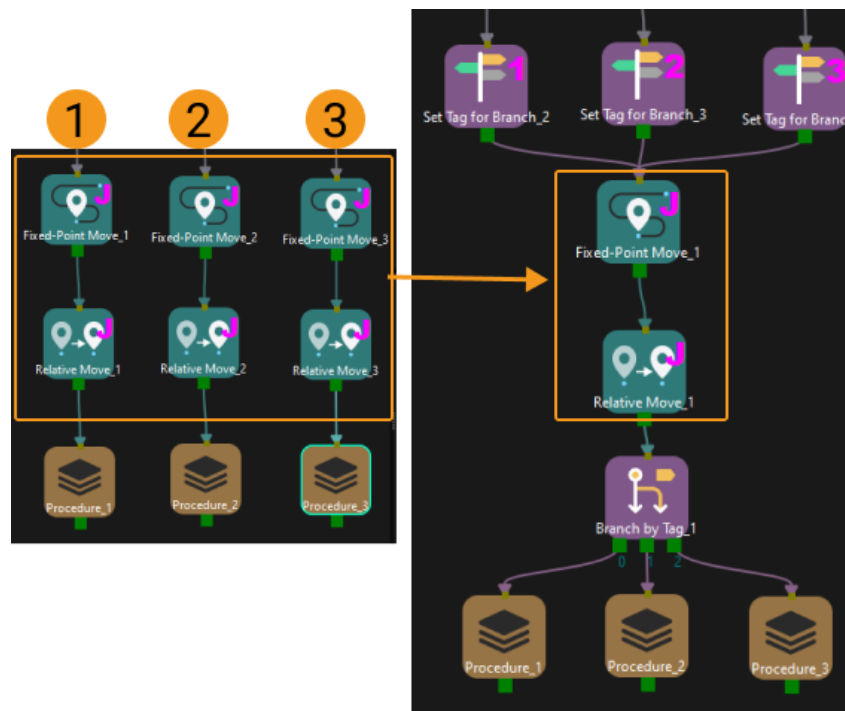 1 2 3
J J J
Fixed-Point Move_1 Fixed-Point Move_2 Fixed-Point Move_3
J J J
Relative Move_1 Relative Move_2 Relative Move_3
Procedure_1 Procedure_2 Procedure_3
1 2 3
Set Tag for Branch_2 Set Tag for Branch_3 Set Tag for Branc
J
Fixed-Point Move_1
J
Relative Move_1
Branch by Tag_1
0 1 2
Procedure_1 Procedure_2 Procedure_3